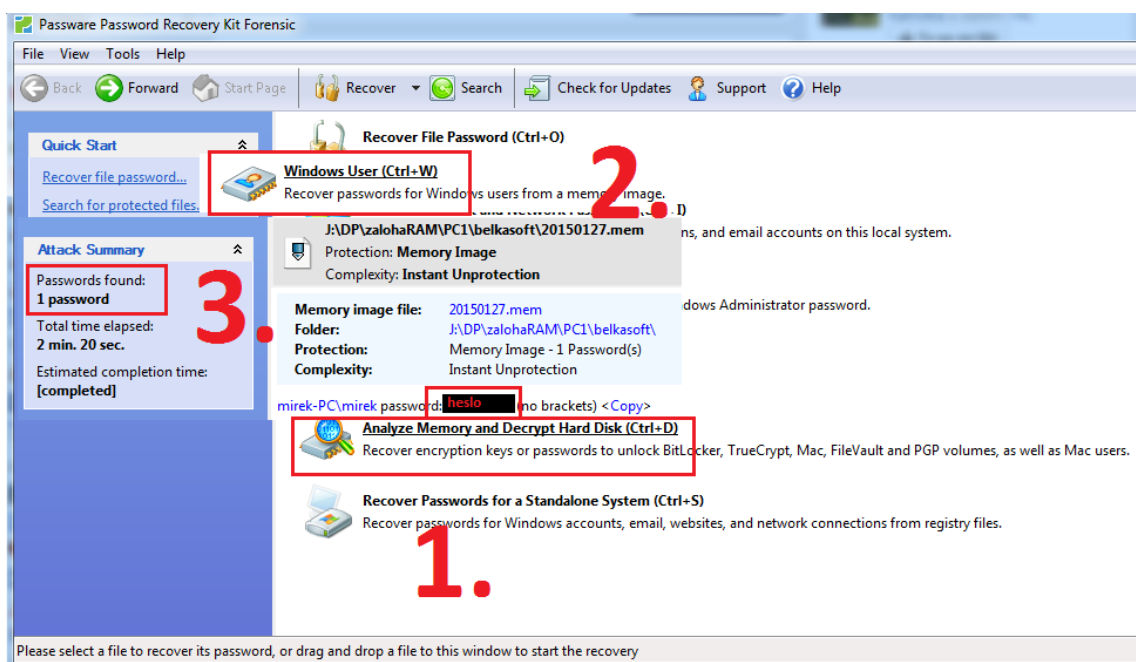 Passware Password Recovery Kit Forensic
File View Tools Help
Back Forward Start Page Recover Search Check for Updates Support Help
Quick Start
Recover file password...
Search for protected files.
Attack Summary
Passwords found:
1 password
Total time elapsed:
2 min. 20 sec.
Estimated completion time:
[completed]
3.
Recover File Password (Ctrl+O)
Windows User (Ctrl+W)
Recover passwords for Windows users from a memory image.
2.
and Network I)
ns, and email accounts on this local system.
J:\DP\zalohaRAM\PC1\belkasoft\20150127.mem
Protection: Memory Image
Complexity: Instant Unprotection
dows Administrator password.
Memory image file: 20150127.mem
Folder: J:\DP\zalohaRAM\PC1\belkasoft\
Protection: Memory Image - 1 Password(s)
Complexity: Instant Unprotection
mirek-PC\mirek password: heslo (no brackets) <Copy>
Analyze Memory and Decrypt Hard Disk (Ctrl+D)
Recover encryption keys or passwords to unlock BitLocker, TrueCrypt, Mac, FileVault and PGP volumes, as well as Mac users.
Recover Passwords for a Standalone System (Ctrl+S)
Recover passwords for Windows accounts, email, websites, and network connections from registry files.
1.
Please select a file to recover its password, or drag and drop a file to this window to start the recovery